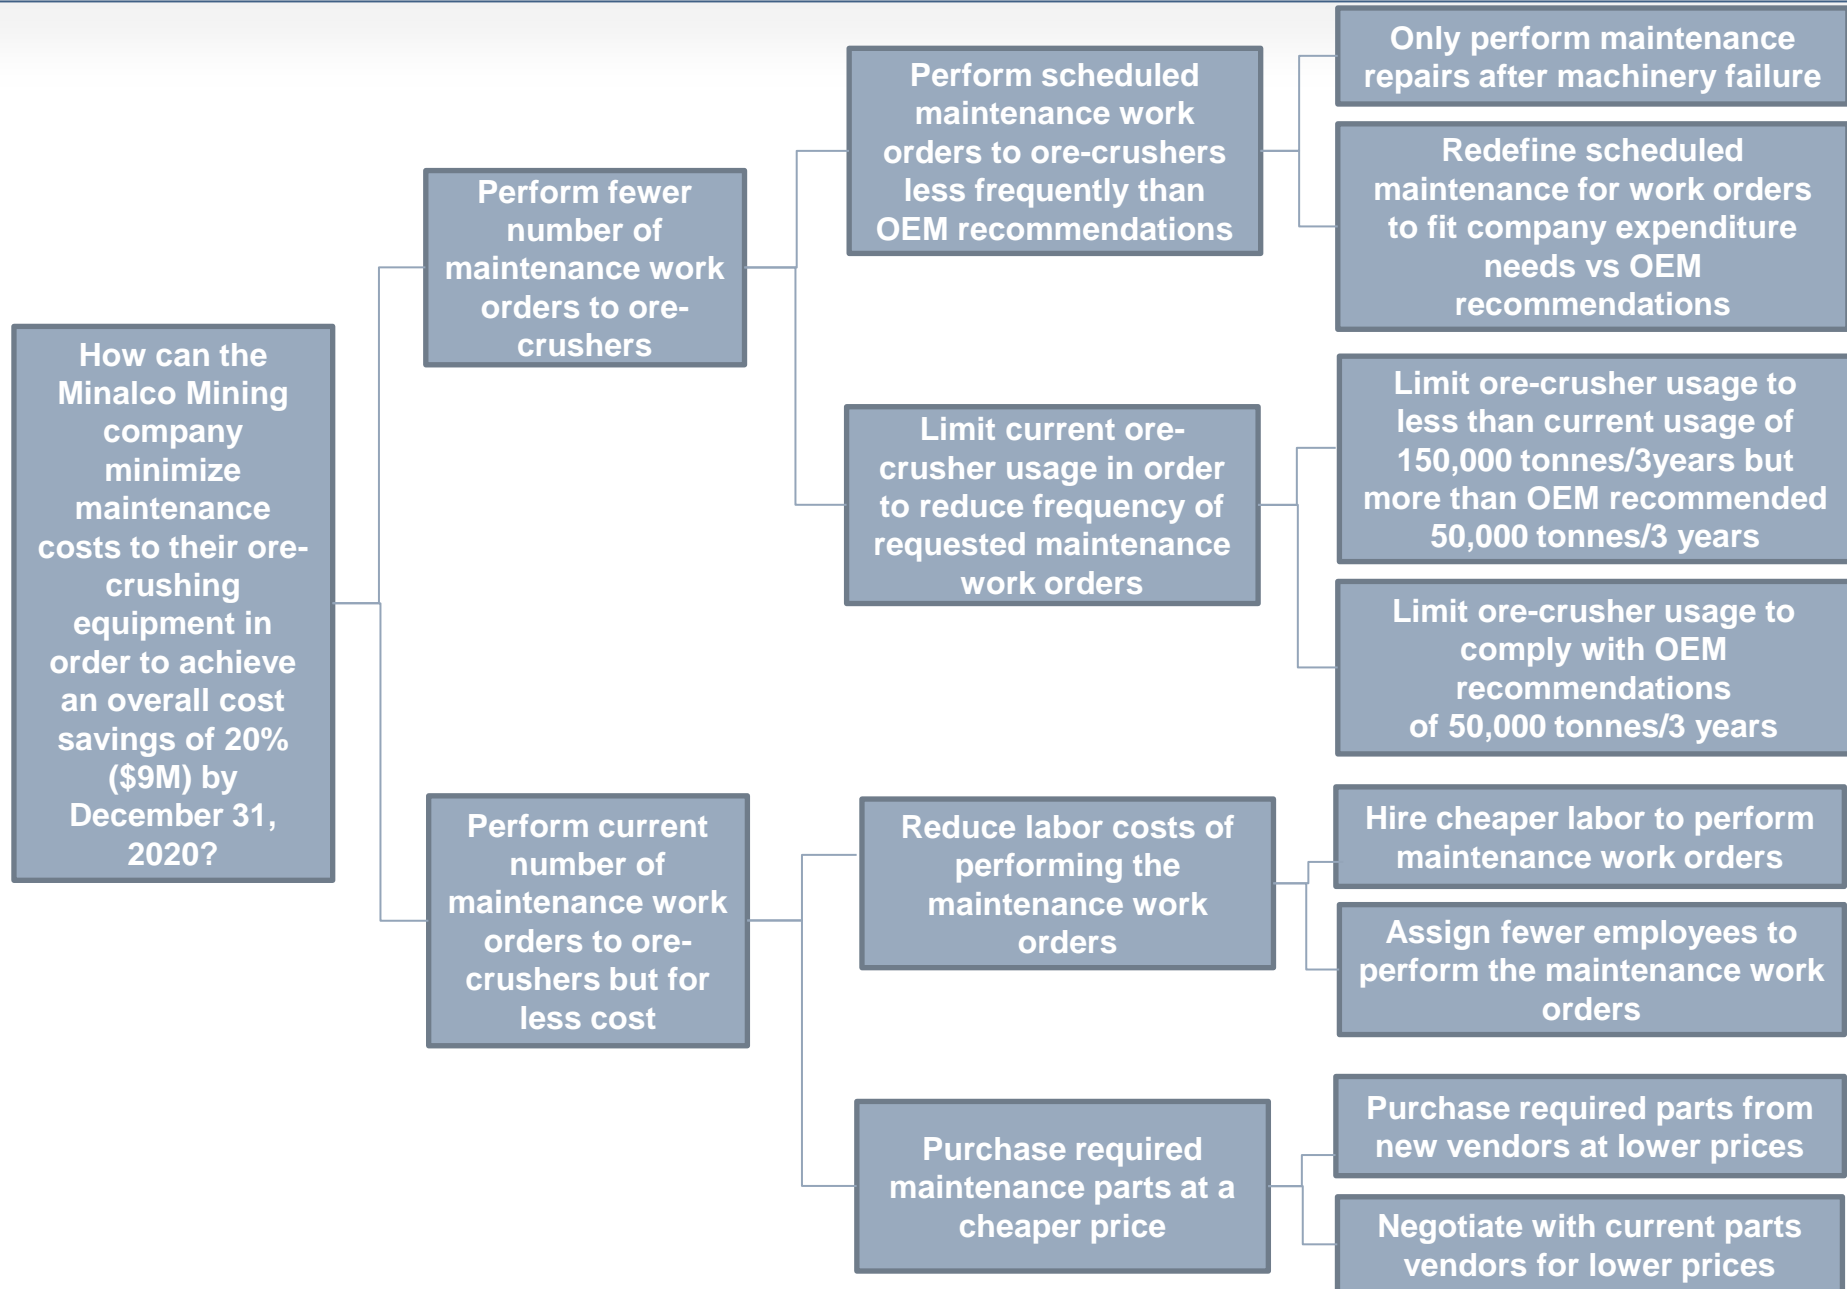 How can the
Minalco Mining
company
minimize
maintenance
costs to their ore-
crushing
equipment in
order to achieve
an overall cost
savings of 20%
($9M) by
December 31,
2020?
Perform fewer
number of
maintenance work
orders to ore-
crushers
Perform scheduled
maintenance work
orders to ore-crushers
less frequently than
OEM recommendations
Only perform maintenance
repairs after machinery failure
Redefine scheduled
maintenance for work orders
to fit company expenditure
needs vs OEM
recommendations
Limit current ore-
crusher usage in order
to reduce frequency of
requested maintenance
work orders
Limit ore-crusher usage to
less than current usage of
150,000 tonnes/3years but
more than OEM recommended
50,000 tonnes/3 years
Limit ore-crusher usage to
comply with OEM
recommendations
of 50,000 tonnes/3 years
Perform current
number of
maintenance work
orders to ore-
crushers but for
less cost
Reduce labor costs of
performing the
maintenance work
orders
Hire cheaper labor to perform
maintenance work orders
Assign fewer employees to
perform the maintenance work
orders
Purchase required
maintenance parts at a
cheaper price
Purchase required parts from
new vendors at lower prices
Negotiate with current parts
vendors for lower prices